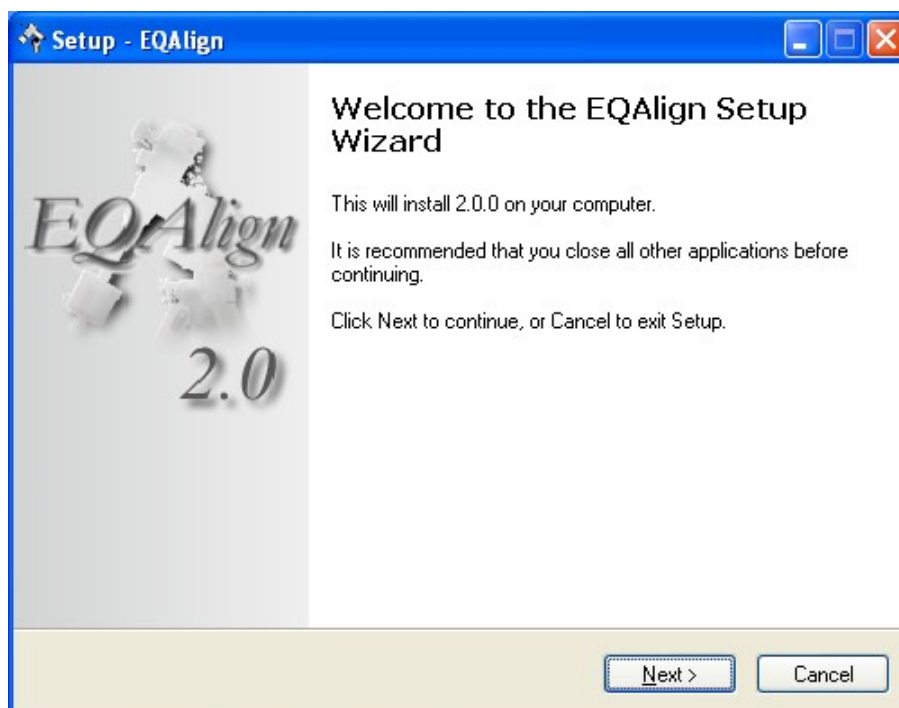 Setup - EQAlign
EQAlign
2.0
Welcome to the EQAlign Setup
Wizard
This will install 2.0.0 on your computer.
It is recommended that you close all other applications before
continuing.
Click Next to continue, or Cancel to exit Setup.
Next >
Cancel